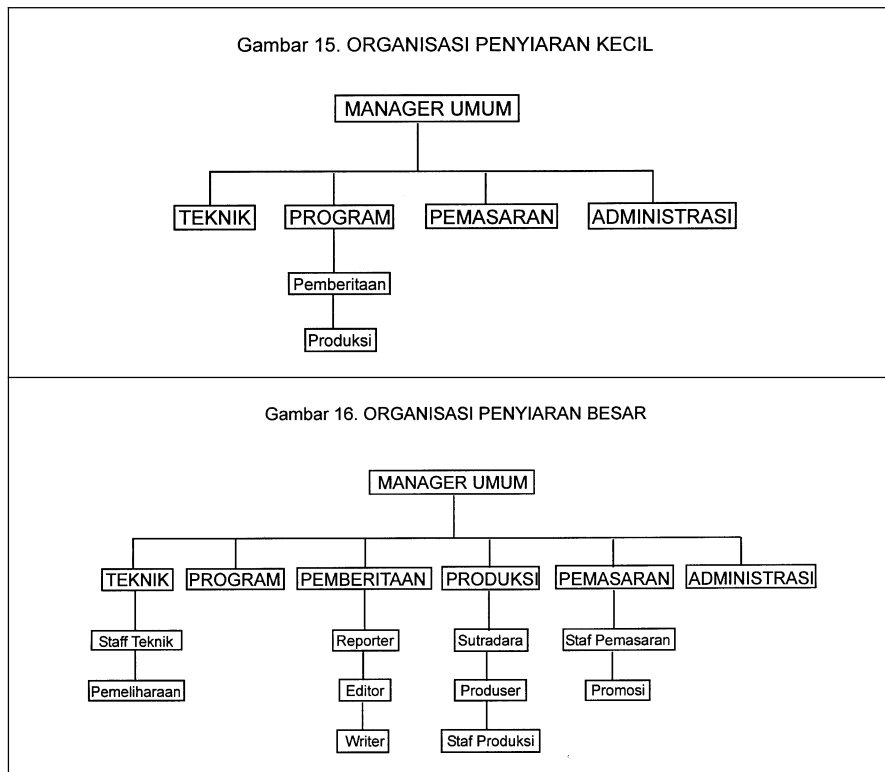 Gambar 15. ORGANISASI PENYIARAN KECIL
MANAGER UMUM
TEKNIK PROGRAM PEMASARAN ADMINISTRASI
Pemberitaan
Produksi
Gambar 16. ORGANISASI PENYIARAN BESAR
MANAGER UMUM
TEKNIK PROGRAM PEMBERITAAN PRODUKSI PEMASARAN ADMINISTRASI
Staff Teknik Reporter Sutradara Staf Pemasaran
Pemeliharaan Editor Produser Promosi
Writer Staf Produksi